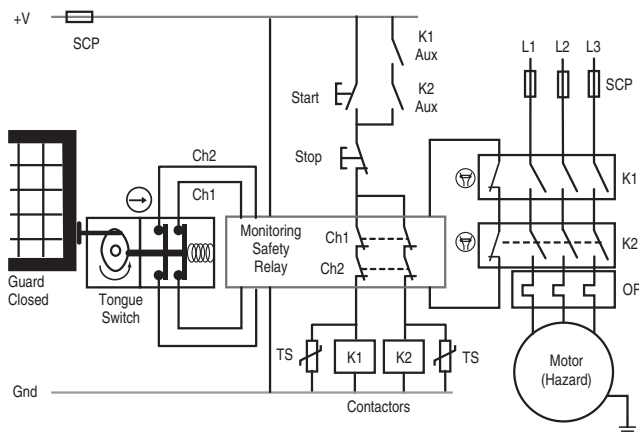 +V
SCP
K1
Aux
K2
Aux
Start
Stop
L1 L2 L3
SCP
K1
K2
OP
Ch2
Ch1
Guard
Closed
Tongue
Switch
Monitoring
Safety
Relay
Ch1
Ch2
TS
K1
K2
TS
Motor
(Hazard)
Gnd
Contactors